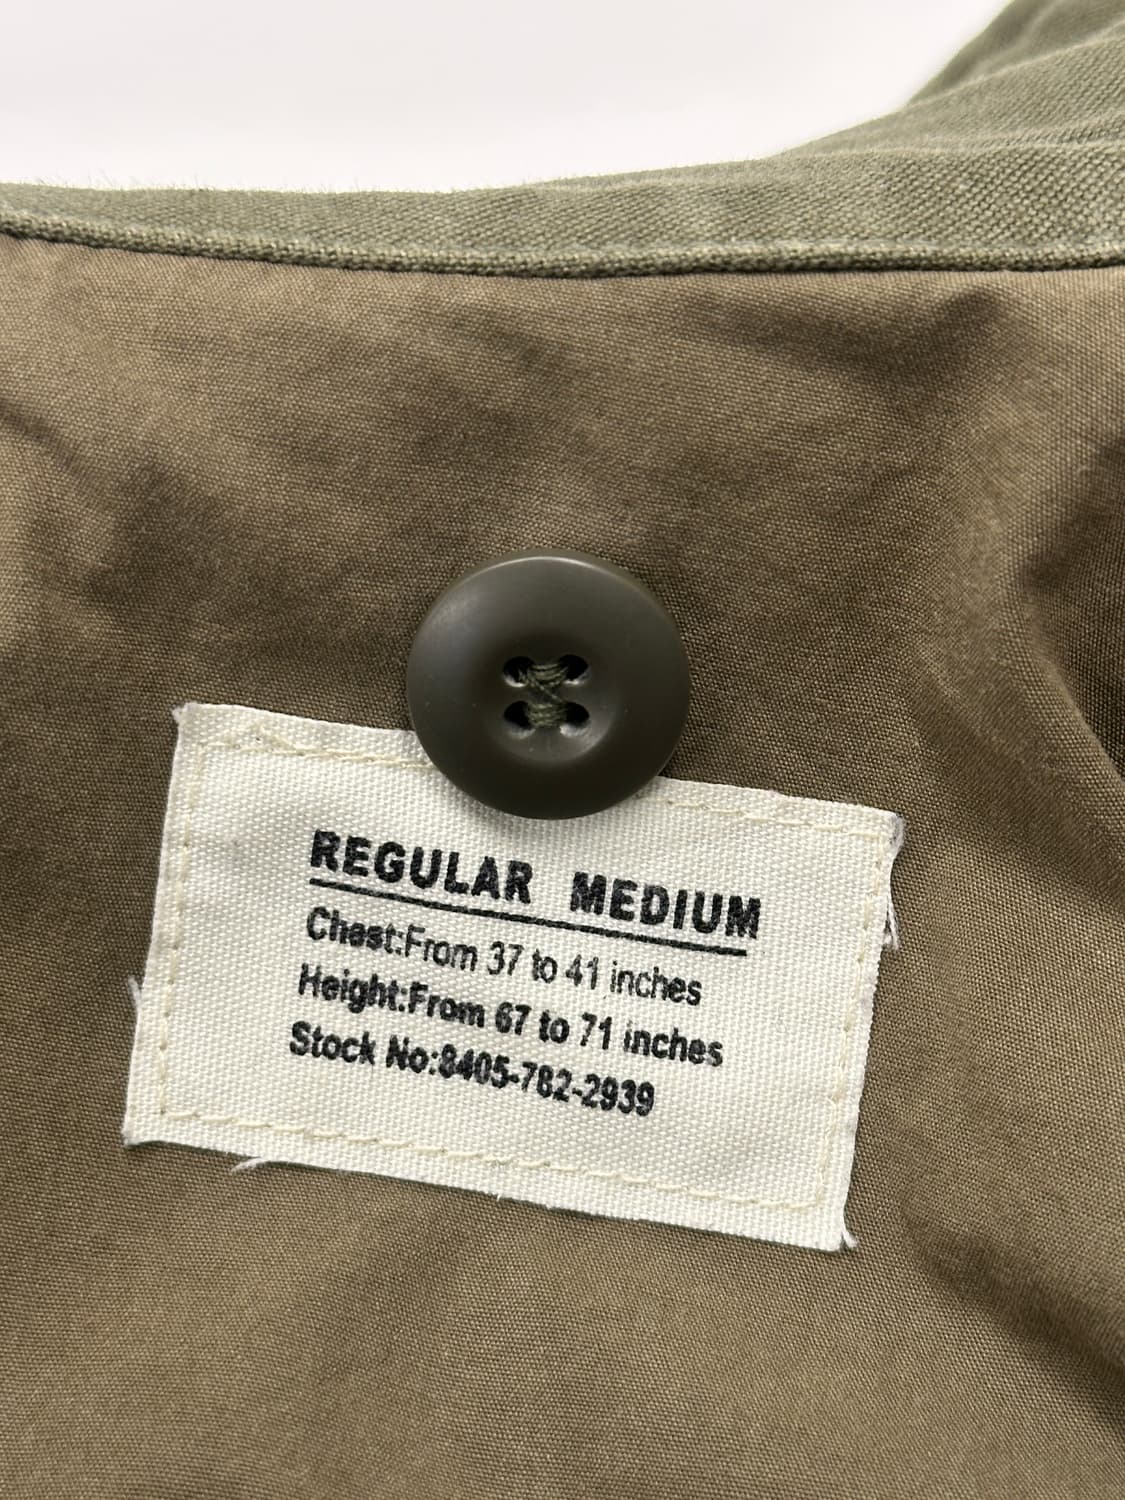 REGULAR MEDIUM
Chest:From 37 to 41 inches
Height:From 67 to 71 inches
Stock No:8405-782-2939